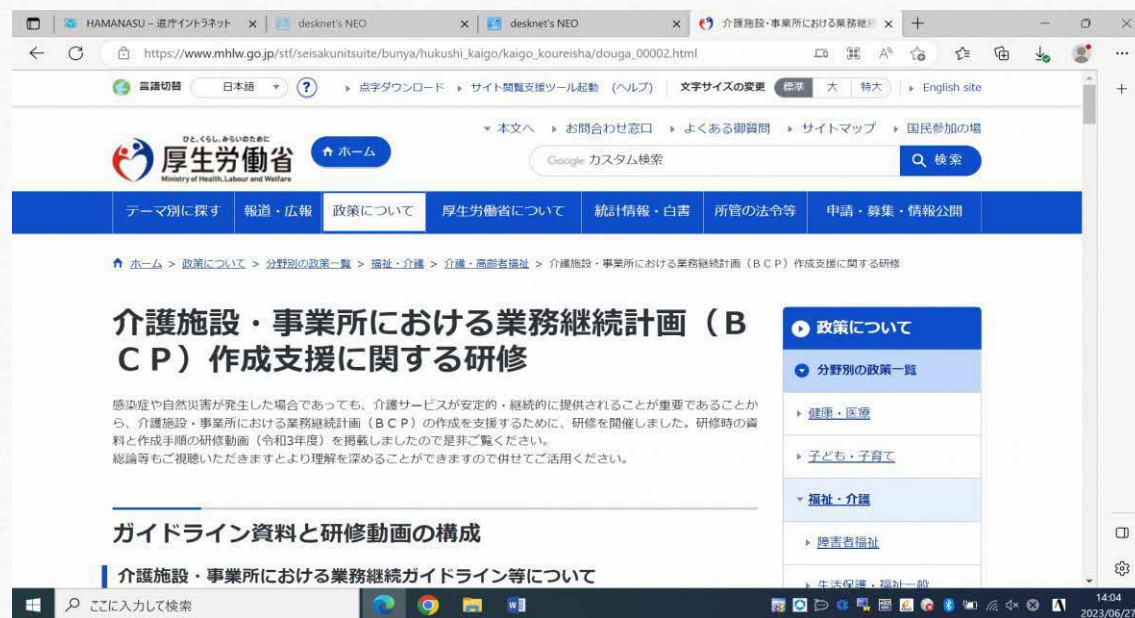 HAMANASU – 道庁イントラネット
desknet's NEO
desknet's NEO
介護施設・事業所における業務継
https://www.mhlw.go.jp/stf/seisakunitsuite/bunya/hukushi_kaigo/kaigo_koureisha/douga_00002.html
言語切替 日本語 ? 点字ダウンロード サイト閲覧支援ツール起動 (ヘルプ) 文字サイズの変更 標準 大 特大 English site
本文へ お問合わせ窓口 よくある御質問 サイトマップ 国民参加の場
ひと、くらし、みらいのために
厚生労働省
Ministry of Health, Labour and Welfare
ホーム
Google カスタム検索
検索
テーマ別に探す 報道・広報 政策について 厚生労働省について 統計情報・白書 所管の法令等 申請・募集・情報公開
ホーム > 政策について > 分野別の政策一覧 > 福祉・介護 > 介護・高齢者福祉 > 介護施設・事業所における業務継続計画(BCP)作成支援に関する研修
介護施設・事業所における業務継続計画(B
CP)作成支援に関する研修
感染症や自然災害が発生した場合であっても、介護サービスが安定的・継続的に提供されることが重要であることか
ら、介護施設・事業所における業務継続計画(BCP)の作成を支援するために、研修を開催しました。研修時の資
料と作成手順の研修動画(令和3年度)を掲載しましたので是非ご覧ください。
総論等もご視聴いただきますとより理解を深めることができますので併せてご活用ください。
ガイドライン資料と研修動画の構成
介護施設・事業所における業務継続ガイドライン等について
政策について
分野別の政策一覧
健康・医療
子ども・子育て
福祉・介護
障害者福祉
生活保護・福祉一般
ここに入力して検索
14:04
2023/06/27